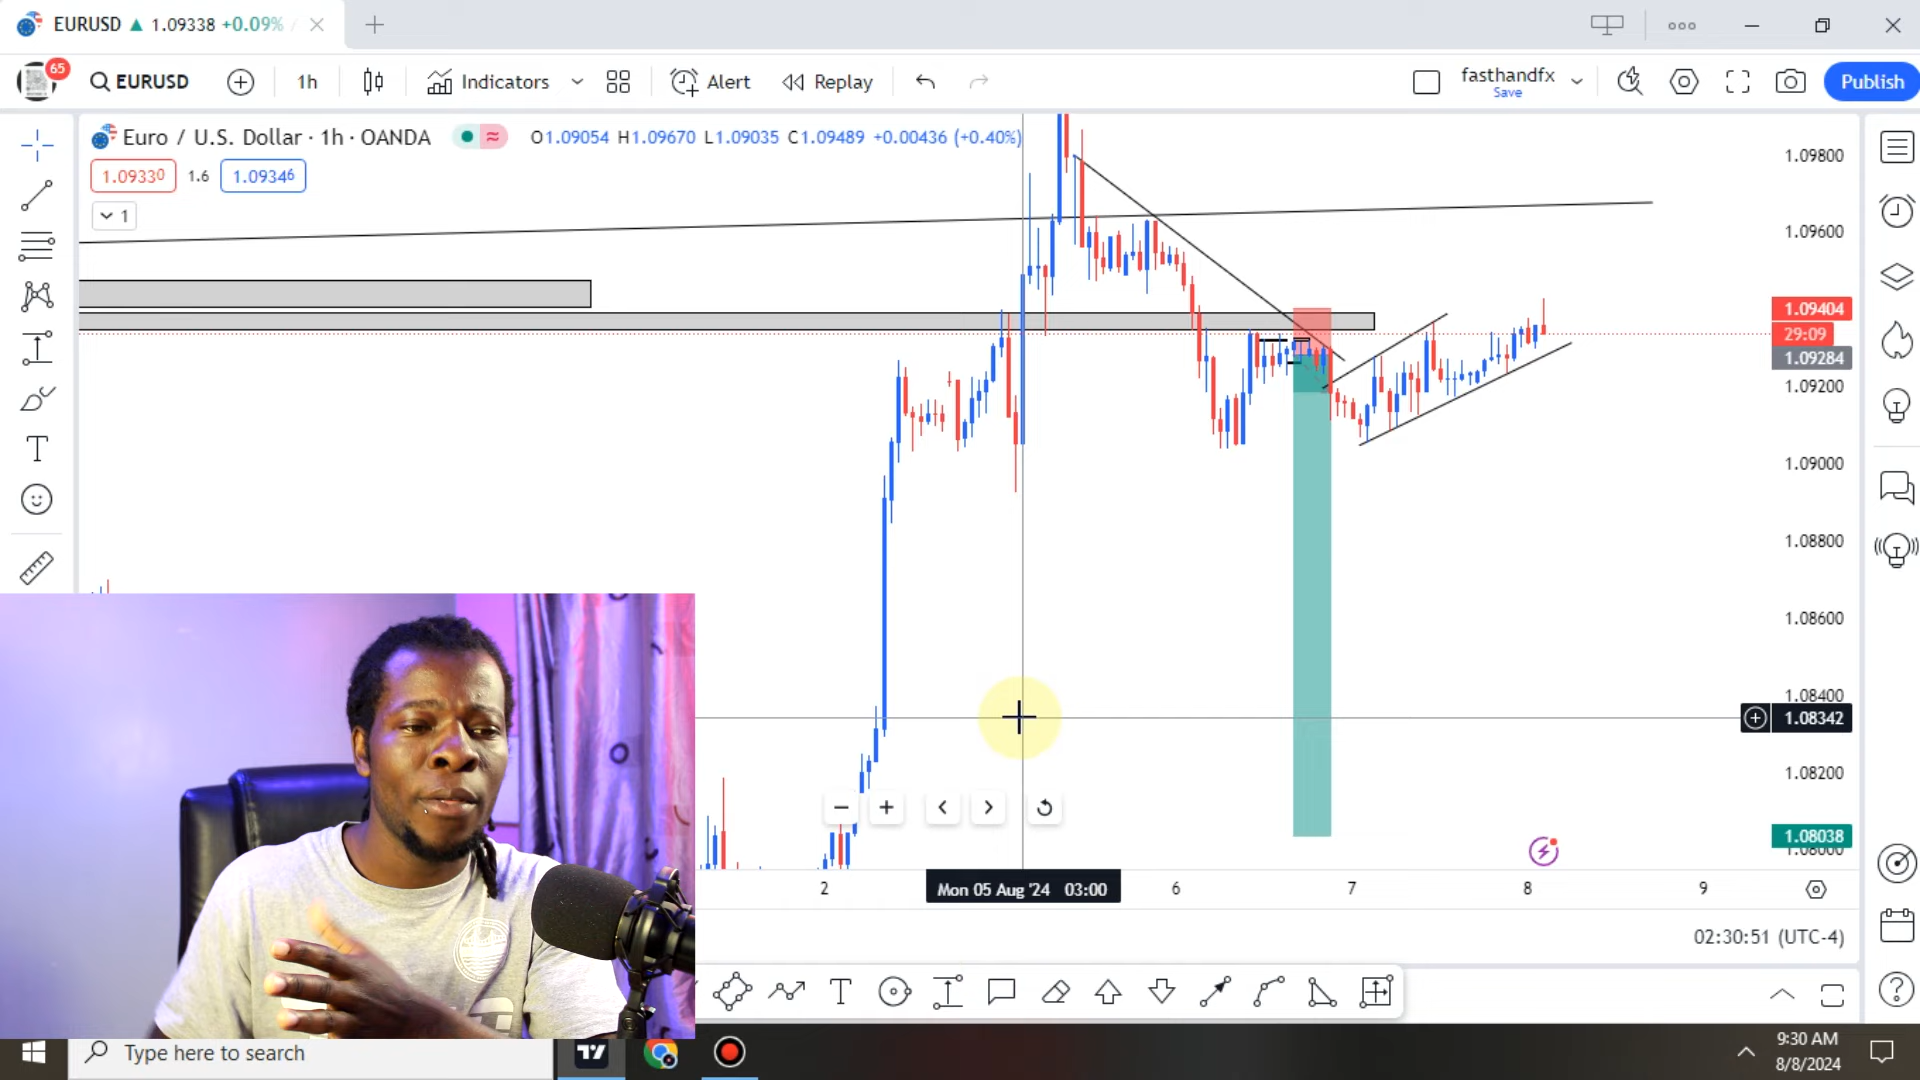 EURUSD ▲ 1.09338 +0.09% /
65
EURUSD
1h
Indicators
Alert
Replay
fasthandfx
Save
Publish
Euro / U.S. Dollar · 1h · OANDA
O1.09054 H1.09670 L1.09035 C1.09489 +0.00436 (+0.40%)
1.09330
1.6
1.09346
1
1.09800
1.09600
1.09404
29:09
1.09284
1.09200
1.09000
1.08800
1.08600
1.08400
1.08342
1.08200
1.08038
1.08000
2
Mon 05 Aug '24 03:00
6
7
8
9
02:30:51 (UTC-4)
Type here to search
9:30 AM
8/8/2024